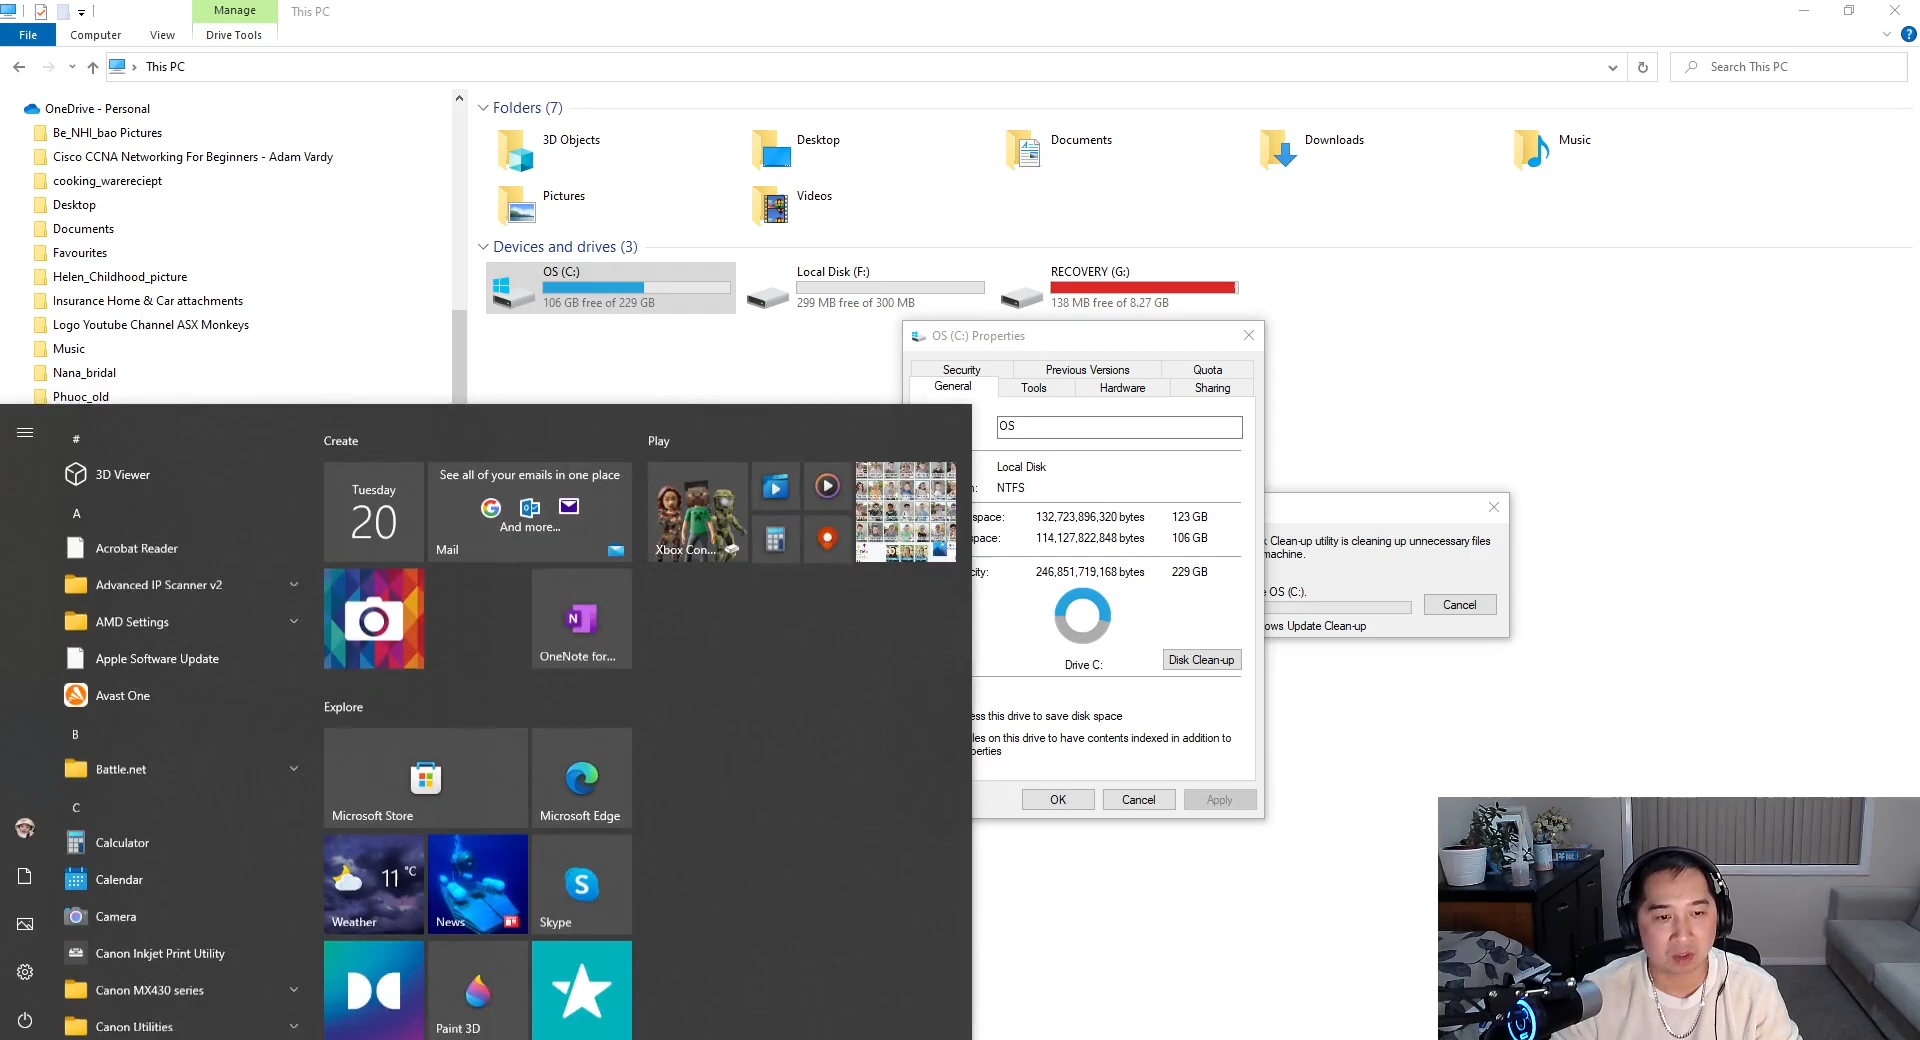 Manage
This PC
File
Computer
View
Drive Tools
This PC
Search This PC
OneDrive - Personal
Be_NHI_bao Pictures
Cisco CCNA Networking For Beginners - Adam Vardy
cooking_warereciept
Desktop
Documents
Favourites
Helen_Childhood_picture
Insurance Home & Car attachments
Logo Youtube Channel ASX Monkeys
Music
Nana_bridal
Phuoc_old
Folders (7)
3D Objects
Desktop
Documents
Downloads
Music
Pictures
Videos
Devices and drives (3)
OS (C:)
106 GB free of 229 GB
Local Disk (F:)
299 MB free of 300 MB
RECOVERY (G:)
138 MB free of 8.27 GB
OS (C:) Properties
Security
Previous Versions
Quota
General
Tools
Hardware
Sharing
OS
Local Disk
NTFS
space: 132,723,896,320 bytes 123 GB
space: 114,127,822,848 bytes 106 GB
city: 246,851,719,168 bytes 229 GB
Drive C:
Disk Clean-up
ess this drive to save disk space
les on this drive to have contents indexed in addition to
perties
OK
Cancel
Apply
k Clean-up utility is cleaning up unnecessary files
machine.
e OS (C:).
Cancel
ows Update Clean-up
#
3D Viewer
A
Acrobat Reader
Advanced IP Scanner v2
AMD Settings
Apple Software Update
Avast One
B
Battle.net
C
Calculator
Calendar
Camera
Canon Inkjet Print Utility
Canon MX430 series
Canon Utilities
Create
Tuesday
20
See all of your emails in one place
And more...
Mail
OneNote for...
Play
Xbox Con...
Explore
Microsoft Store
Microsoft Edge
11 °C
Weather
News
Skype
Paint 3D